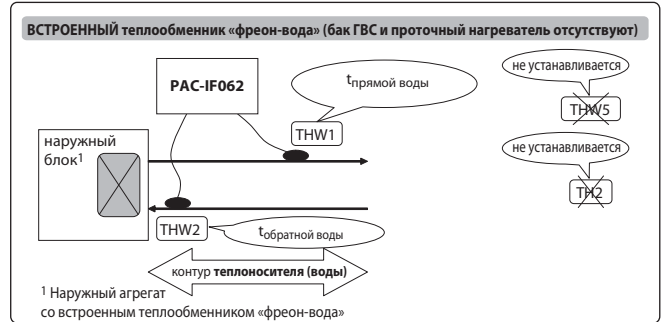 ВСТРОЕННЫЙ теплообменник «фреон-вода» (бак ГВС и проточный нагреватель отсутствуют)
PAC-IF062
tпрямой воды
не устанавливается
THW5
THW1
наружный
блок1
не устанавливается
TH2
THW2
tобратной воды
контур теплоносителя (воды)
1 Наружный агрегат
со встроенным теплообменником «фреон-вода»